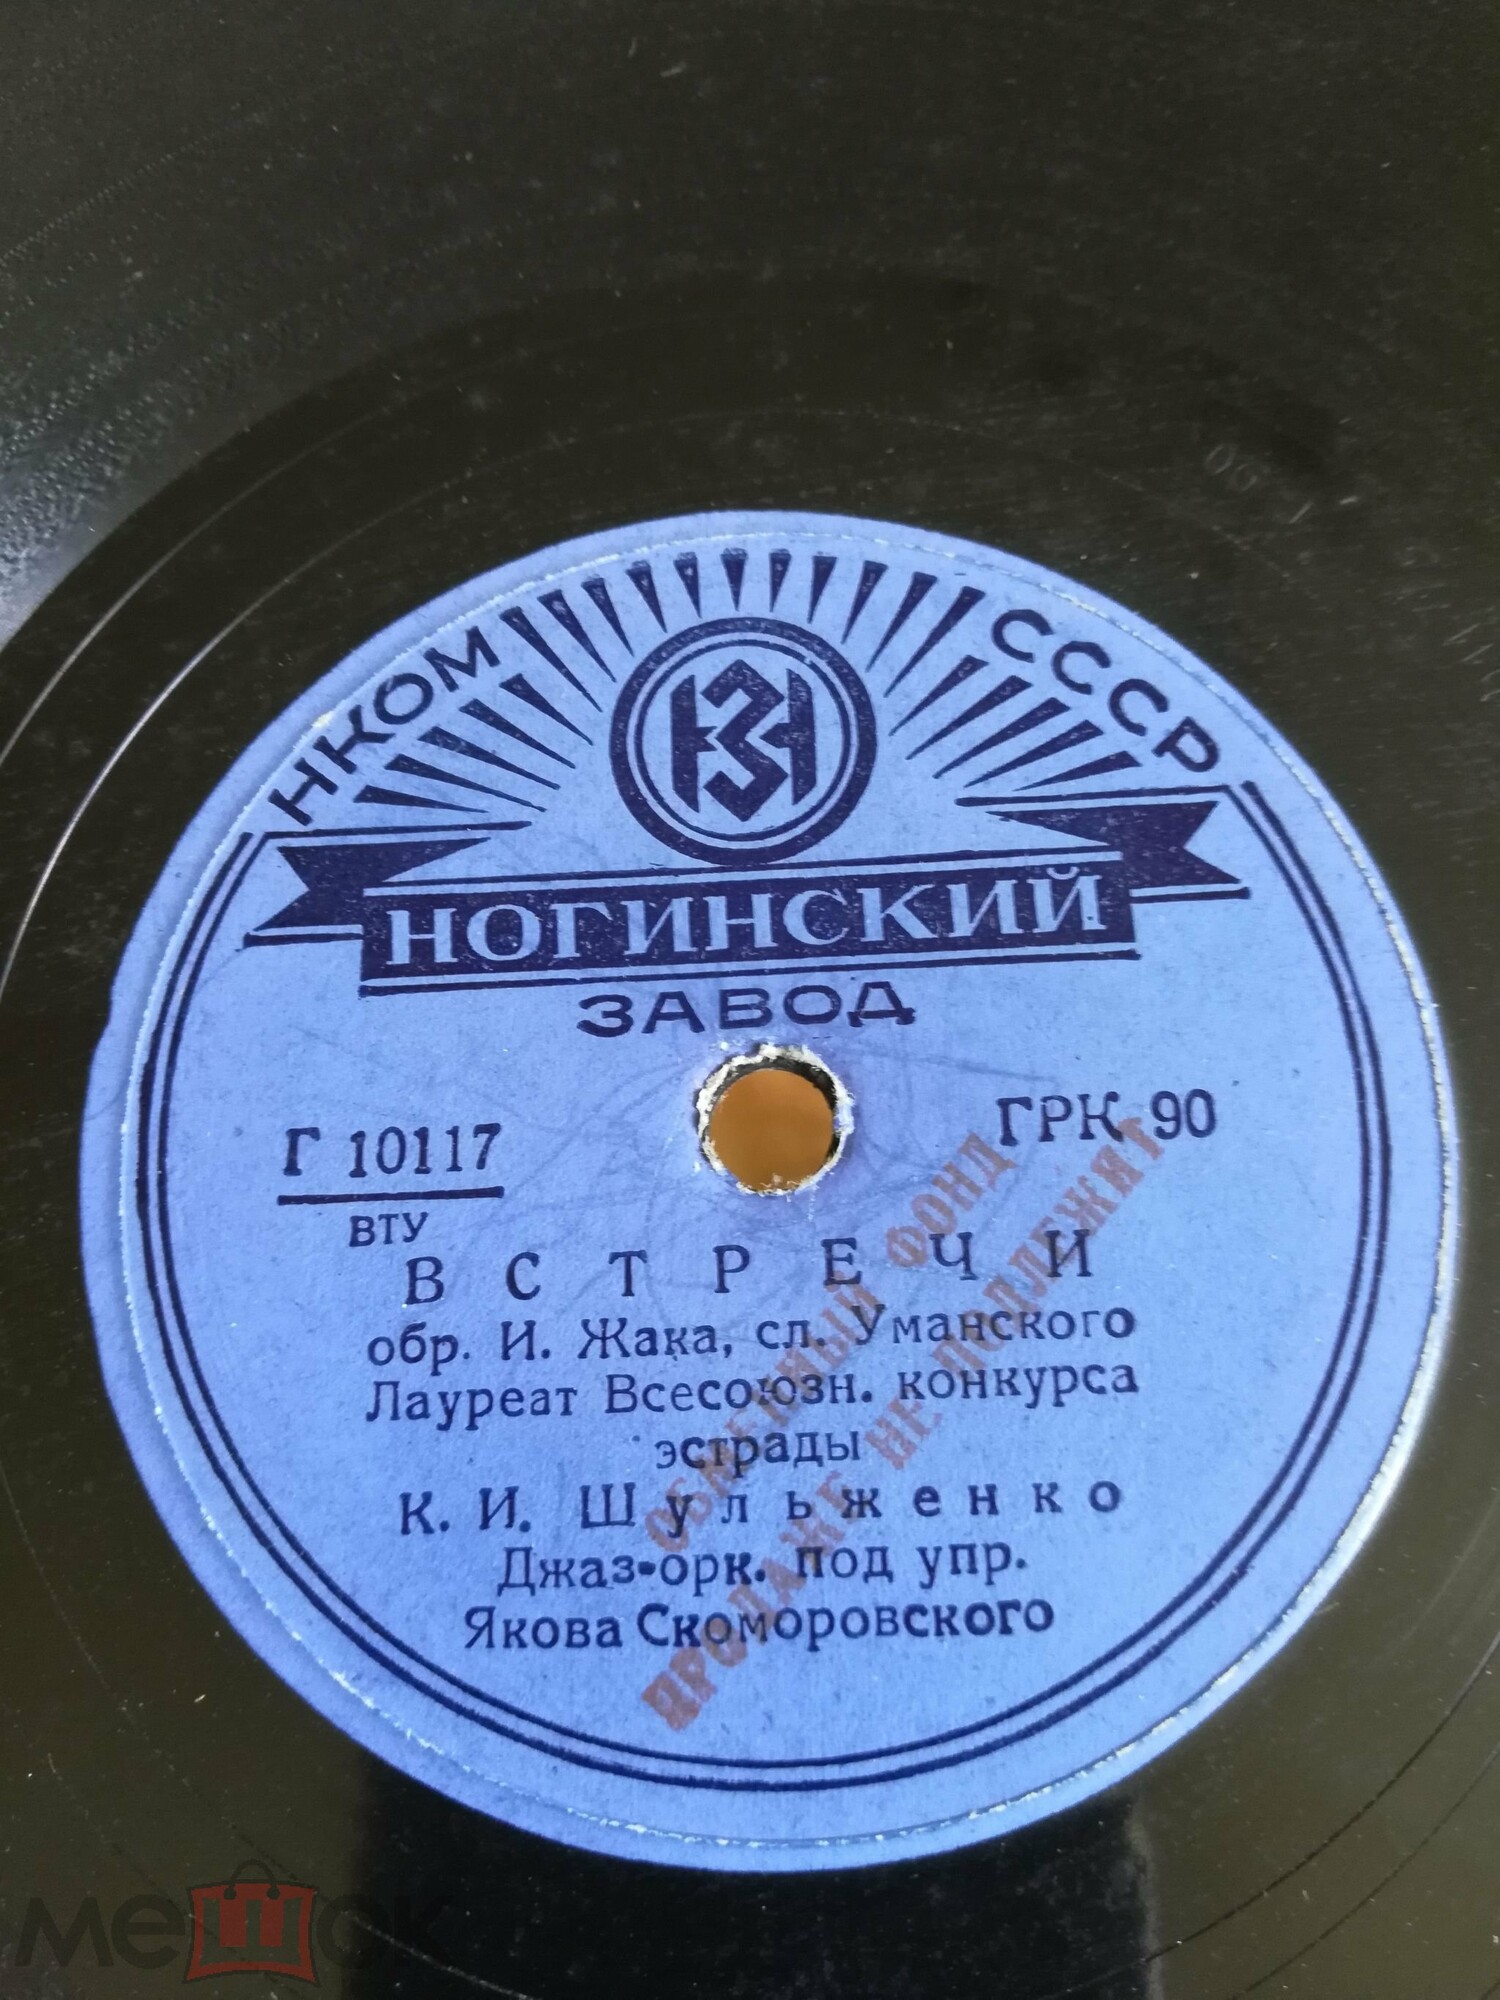 НКОМ СССР
НЗ
НОГИНСКИЙ
ЗАВОД
Г 10117
ВТУ
ГРК 90
ВСТРЕЧИ
обр. И. Жака, сл. Уманского
Лауреат Всесоюзн. конкурса
эстрады
К. И. Шульженко
Джаз-орк. под упр.
Якова Скоморовского
ОБМЕННЫЙ ФОНД
ПРОДАЖЕ НЕ ПОДЛЕЖИТ
мешок